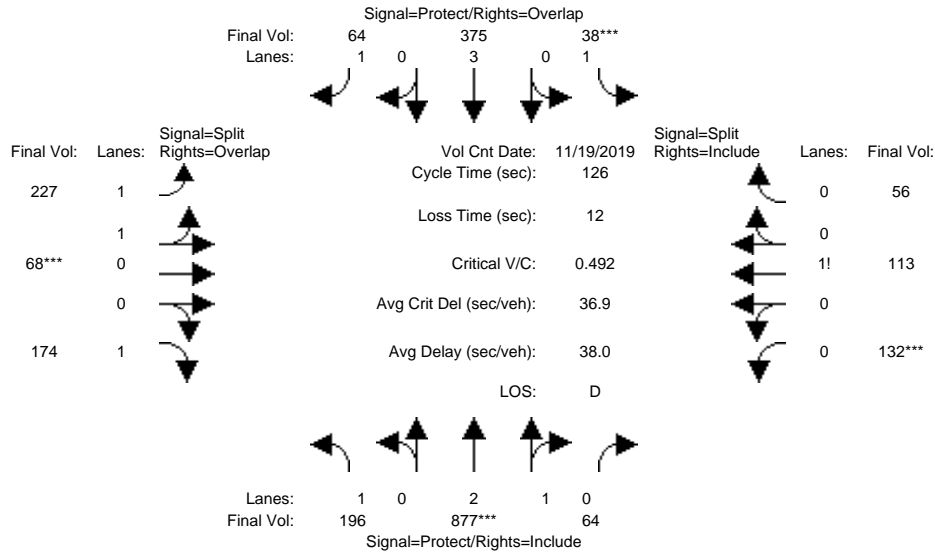 Signal=Protect/Rights=Overlap
Final Vol: 64 375 38***
Lanes: 1 0 3 0 1
Signal=Split
Final Vol: Lanes: Rights=Overlap
Vol Cnt Date: 11/19/2019
Signal=Split
Rights=Include Lanes: Final Vol:
Cycle Time (sec): 126
227 1
0 56
Loss Time (sec): 12
1
0
68*** 0
Critical V/C: 0.492
1! 113
0
Avg Crit Del (sec/veh): 36.9
0
174 1
Avg Delay (sec/veh): 38.0
0 132***
LOS: D
Lanes: 1 0 2 1 0
Final Vol: 196 877*** 64
Signal=Protect/Rights=Include